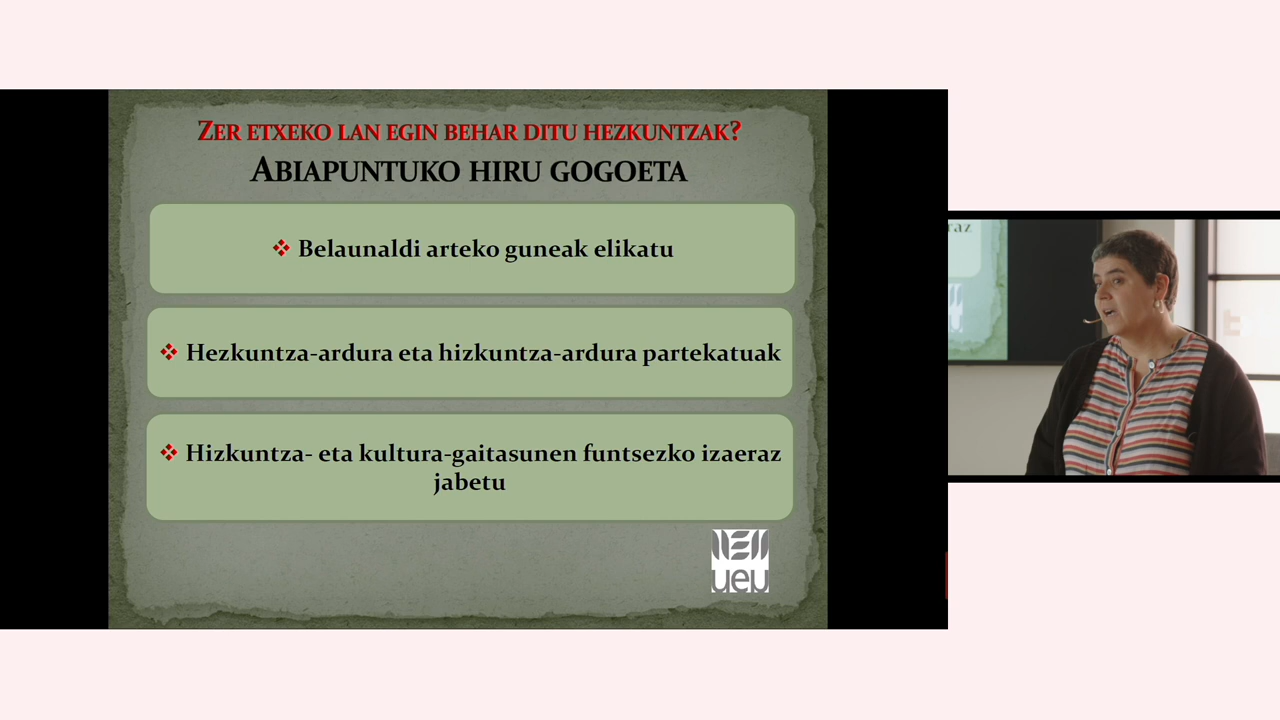 ZER ETXEKO LAN EGIN BEHAR DITU HEZKUNTZAK?
ABIAPUNTUKO HIRU GOGOETA
❖ Belaunaldi arteko guneak elikatu
❖ Hezkuntza-ardura eta hizkuntza-ardura partekatuak
❖ Hizkuntza- eta kultura-gaitasunen funtsezko izaeraz
jabetu
ueu
raz